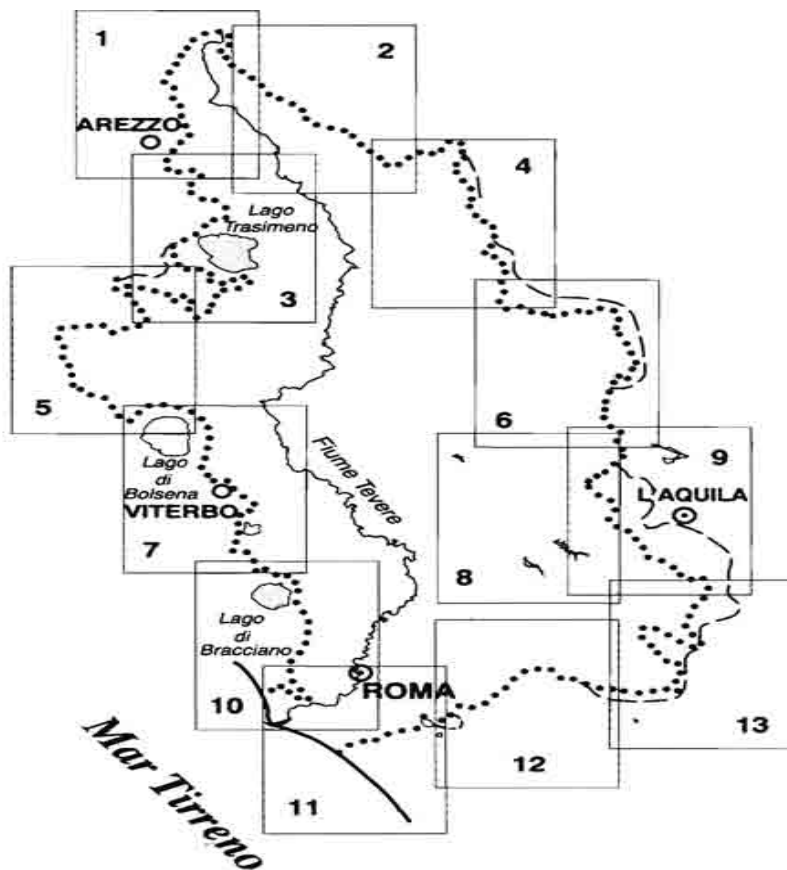 1
2
AREZZO
4
Lago
Trasimeno
3
5
6
Fiume Tevere
9
Lago
di
Bolsena
L'AQUILA
VITERBO
7
8
Lago
di
Bracciano
ROMA
10
13
12
11
Mar Tirreno